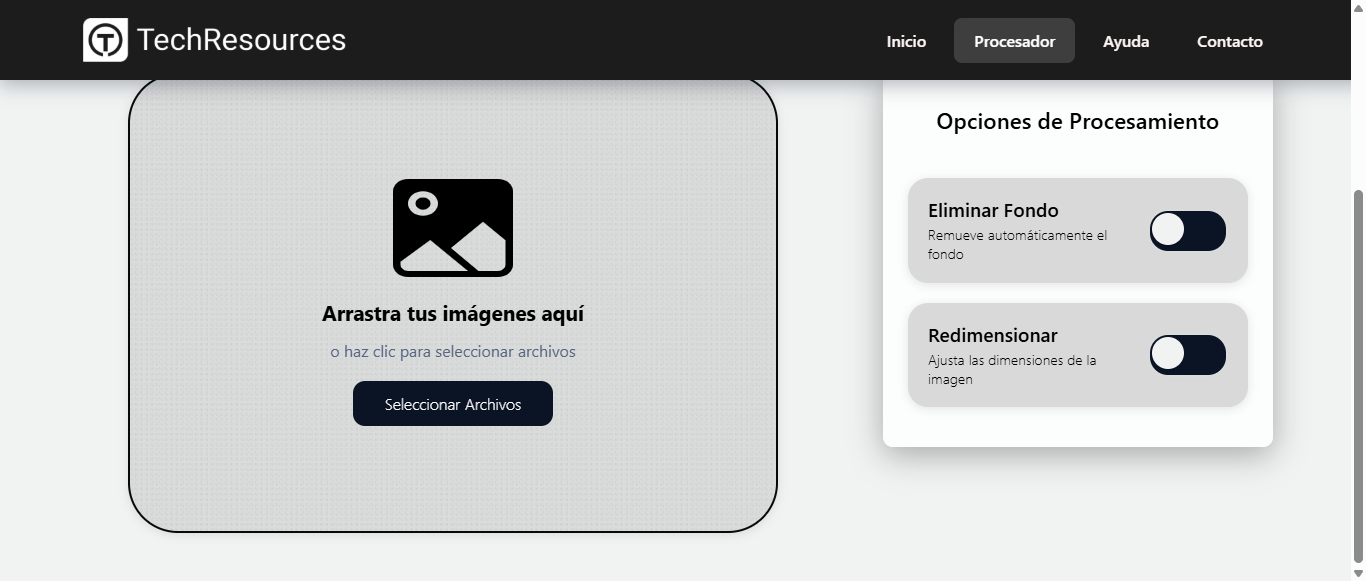 TechResources
Inicio
Procesador
Ayuda
Contacto
Arrastra tus imágenes aquí
o haz clic para seleccionar archivos
Seleccionar Archivos
Opciones de Procesamiento
Eliminar Fondo
Remueve automáticamente el
fondo
Redimensionar
Ajusta las dimensiones de la
imagen